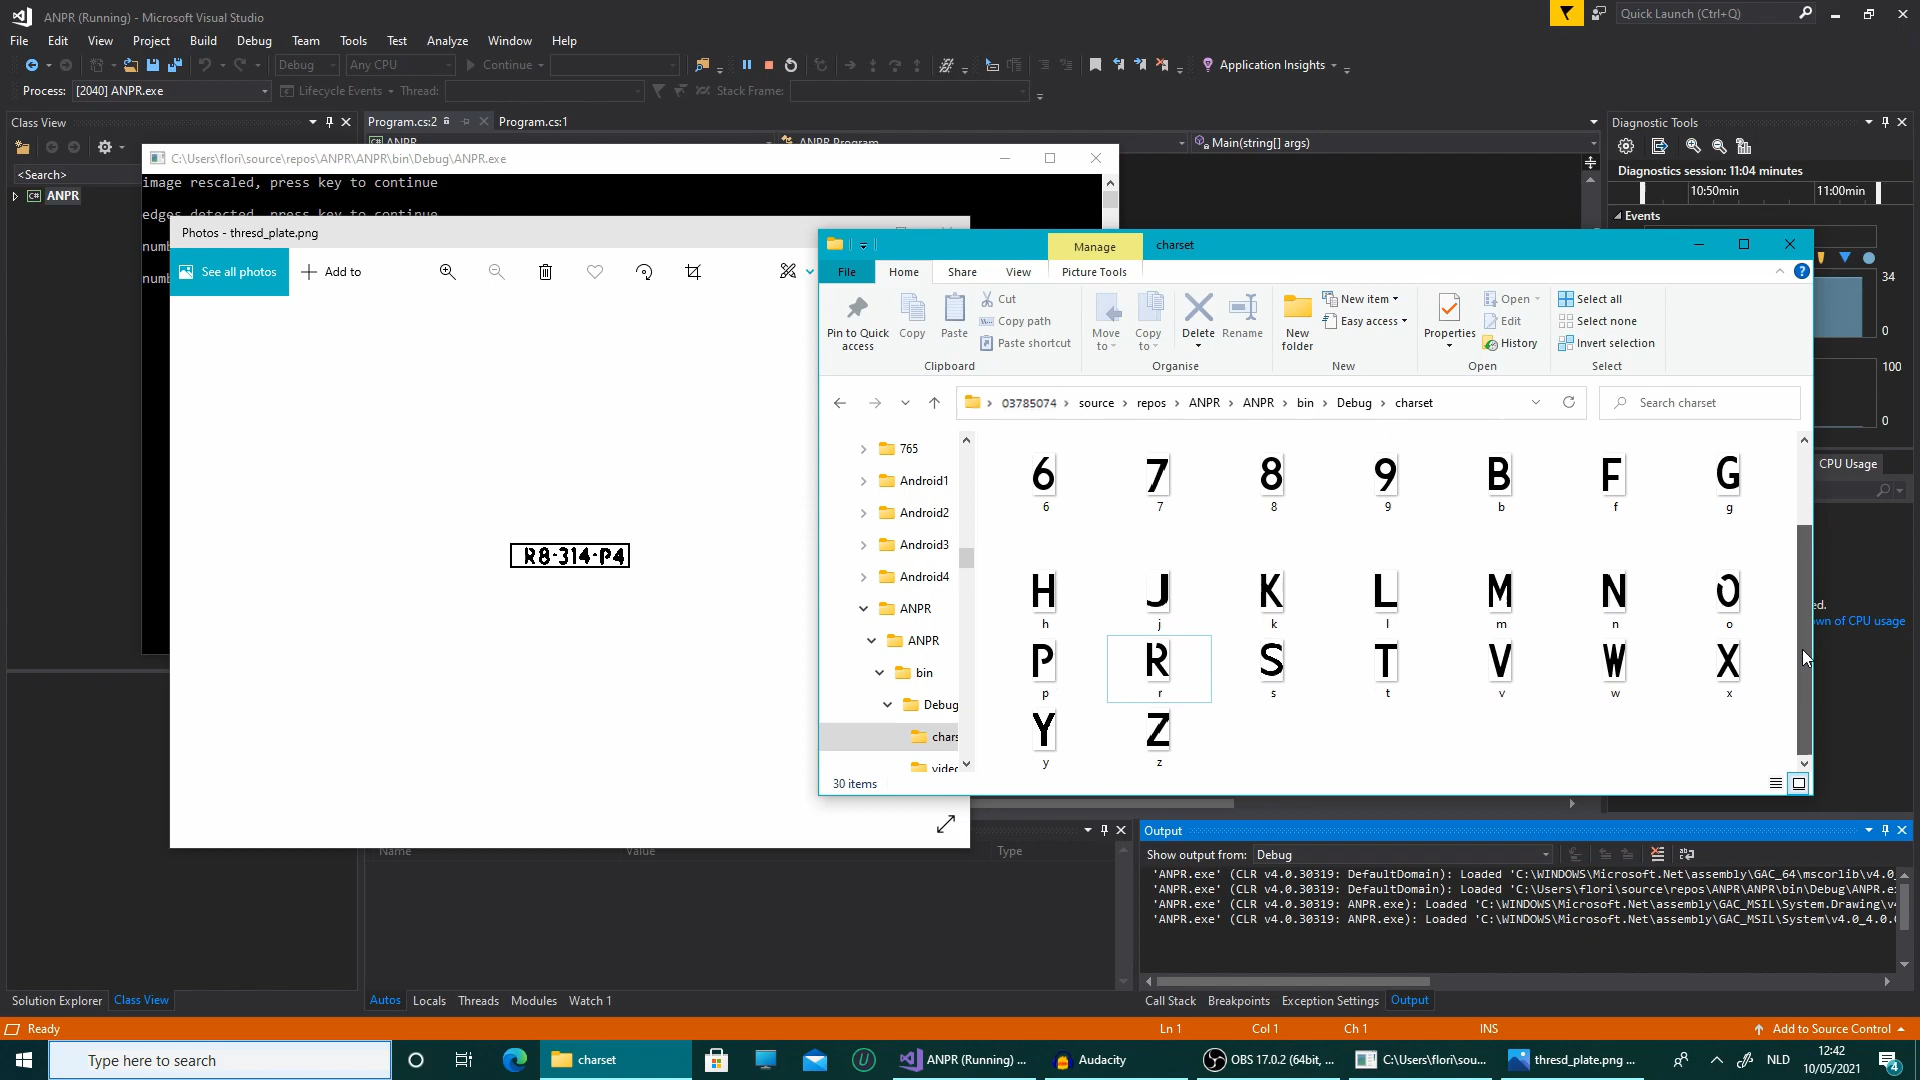 ANPR (Running) - Microsoft Visual Studio
Quick Launch (Ctrl+Q)
File Edit View Project Build Debug Team Tools Test Analyze Window Help
Debug Any CPU Continue Application Insights
Process: [2040] ANPR.exe Lifecycle Events Thread: Stack Frame:
Class View
Program.cs:2 Program.cs:1
Diagnostic Tools
ANPR ANPR.Program Main(string[] args)
<Search>
ANPR
C:\Users\flori\source\repos\ANPR\ANPR\bin\Debug\ANPR.exe
image rescaled, press key to continue
edges detected, press key to continue
Diagnostics session: 11:04 minutes
10:50min 11:00min
Events
34
0
100
0
CPU Usage
Photos - thresd_plate.png
See all photos Add to
R8-314-P4
Manage charset
File Home Share View Picture Tools
Pin to Quick access Copy Paste Cut
Copy path
Paste shortcut
Clipboard
Move to Copy to Delete Rename
Organise
New folder New item
Easy access
New
Properties Open
Edit
History
Open
Select all
Select none
Invert selection
Select
03785074 source repos ANPR ANPR bin Debug charset
Search charset
765
Android1
Android2
Android3
Android4
ANPR
ANPR
bin
Debug
6 7 8 9 B F G
6 7 8 9 b f g
H J K L M N O
h j k l m n o
P R S T V W X
p r s t v w x
Y Z
y z
30 items
Name Value Type
Output
Show output from: Debug
'ANPR.exe' (CLR v4.0.30319: DefaultDomain): Loaded 'C:\WINDOWS\Microsoft.Net\assembly\GAC_64\mscorlib\v4.0_
'ANPR.exe' (CLR v4.0.30319: DefaultDomain): Loaded 'C:\Users\flori\source\repos\ANPR\ANPR\bin\Debug\ANPR.ex
'ANPR.exe' (CLR v4.0.30319: ANPR.exe): Loaded 'C:\WINDOWS\Microsoft.Net\assembly\GAC_MSIL\System.Drawing\v4
'ANPR.exe' (CLR v4.0.30319: ANPR.exe): Loaded 'C:\WINDOWS\Microsoft.Net\assembly\GAC_MSIL\System\v4.0_4.0.0
Solution Explorer Class View
Autos Locals Threads Modules Watch 1
Call Stack Breakpoints Exception Settings Output
Ready Ln 1 Col 1 Ch 1 INS Add to Source Control
Type here to search
charset
ANPR (Running) ...
Audacity
OBS 17.0.2 (64bit, ...
C:\Users\flori\sou...
thresd_plate.png ...
NLD
12:42
10/05/2021
4